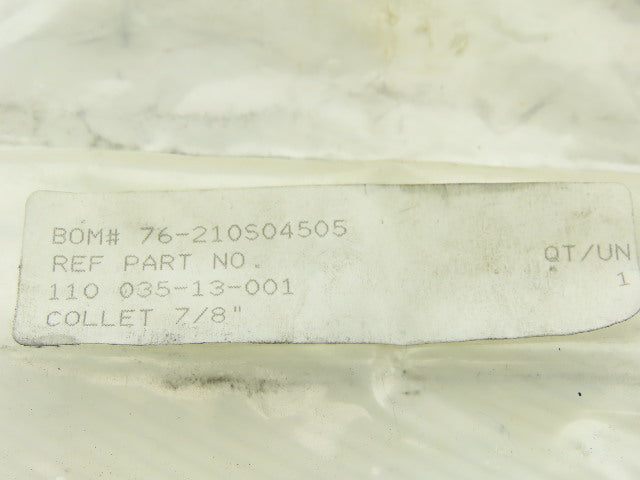 BOM# 76-210S04505
REF PART NO. QT/UN
110 035-13-001 1
COLLET 7/8"